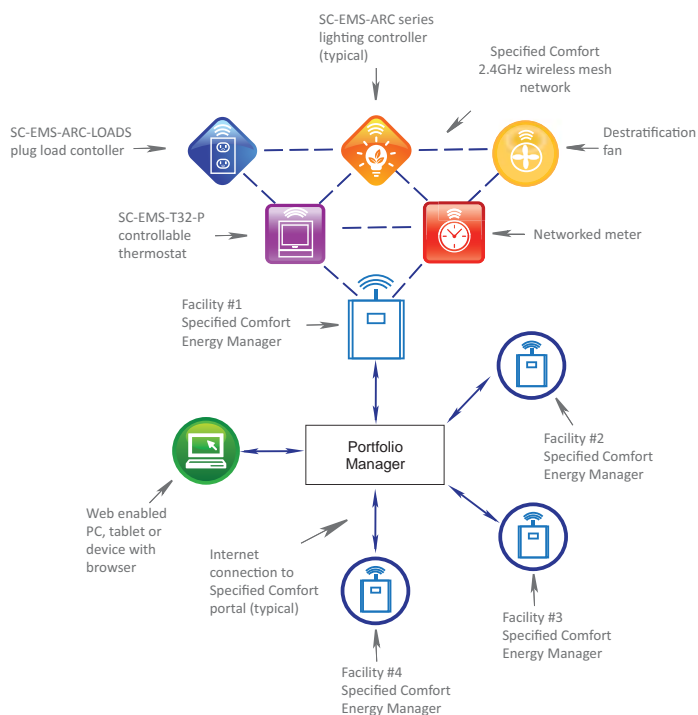 SC-EMS-ARC series
lighting controller
(typical)
Specified Comfort
2.4GHz wireless mesh
network
SC-EMS-ARC-LOADS
plug load contoller
Destratification
fan
SC-EMS-T32-P
controllable
thermostat
Networked meter
Facility #1
Specified Comfort
Energy Manager
Portfolio
Manager
Facility #2
Specified Comfort
Energy Manager
Web enabled
PC, tablet or
device with
browser
Internet
connection to
Specified Comfort
portal (typical)
Facility #3
Specified Comfort
Energy Manager
Facility #4
Specified Comfort
Energy Manager